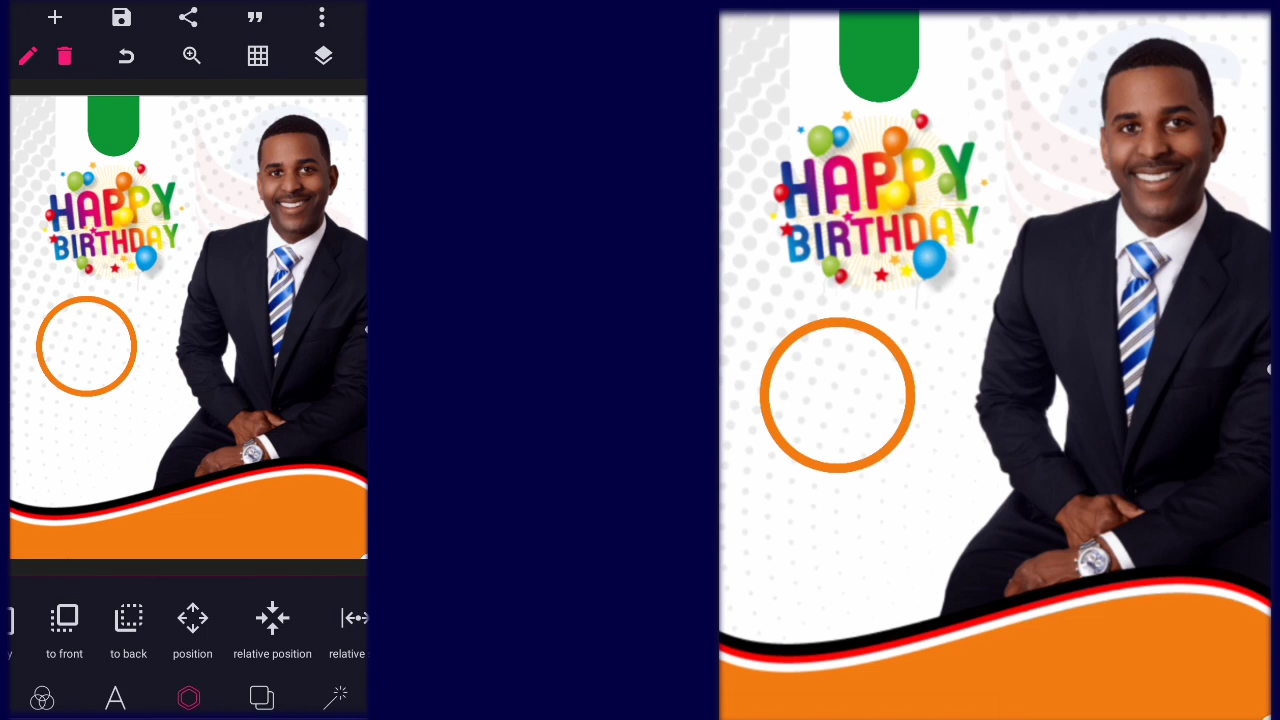 HAPPY
BIRTHDAY
y
to front
to back
position
relative position
relative
HAPPY
BIRTHDAY